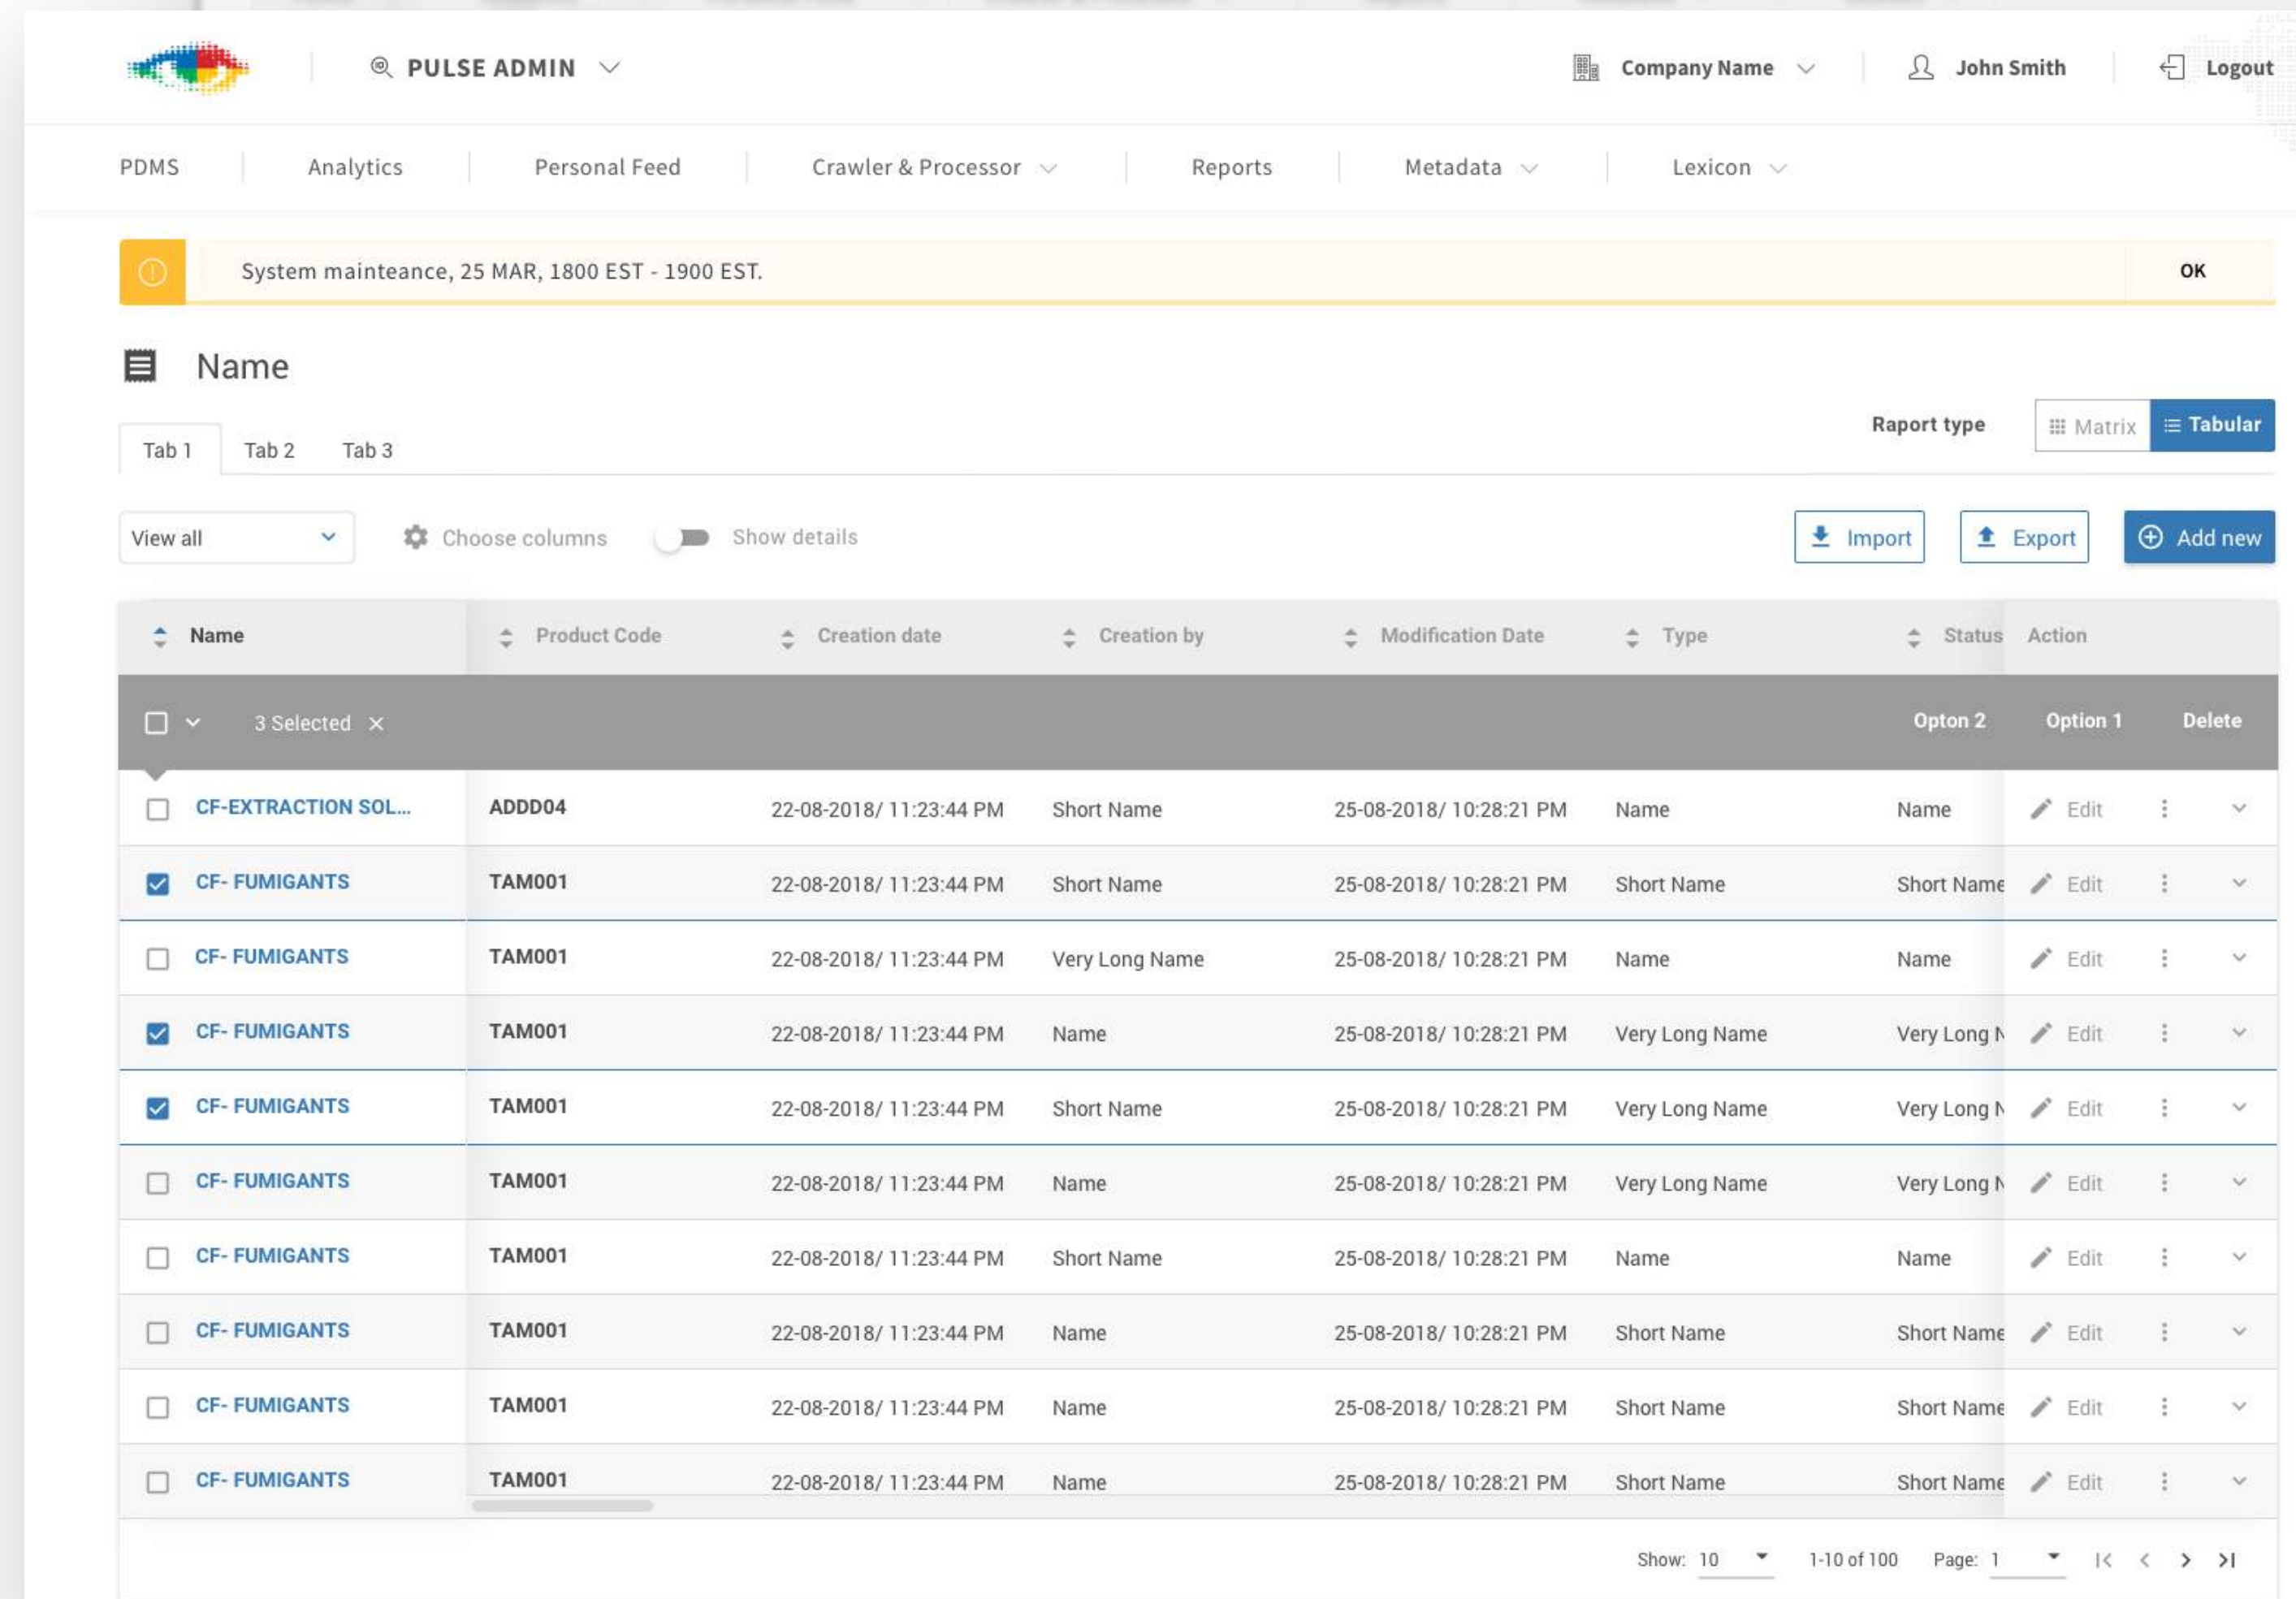 PULSE ADMIN Company Name John Smith Logout
PDMS Analytics Personal Feed Crawler & Processor Reports Metadata Lexicon
System mainteance, 25 MAR, 1800 EST - 1900 EST. OK
Name
Raport type Matrix Tabular
Tab 1 Tab 2 Tab 3
View all Choose columns Show details Import Export Add new
Name Product Code Creation date Creation by Modification Date Type Status Action
3 Selected Opton 2 Option 1 Delete
CF-EXTRACTION SOL... ADDD04 22-08-2018/ 11:23:44 PM Short Name 25-08-2018/ 10:28:21 PM Name Name Edit
CF- FUMIGANTS TAM001 22-08-2018/ 11:23:44 PM Short Name 25-08-2018/ 10:28:21 PM Short Name Short Name Edit
CF- FUMIGANTS TAM001 22-08-2018/ 11:23:44 PM Very Long Name 25-08-2018/ 10:28:21 PM Name Name Edit
CF- FUMIGANTS TAM001 22-08-2018/ 11:23:44 PM Name 25-08-2018/ 10:28:21 PM Very Long Name Very Long Edit
CF- FUMIGANTS TAM001 22-08-2018/ 11:23:44 PM Short Name 25-08-2018/ 10:28:21 PM Very Long Name Very Long Edit
CF- FUMIGANTS TAM001 22-08-2018/ 11:23:44 PM Name 25-08-2018/ 10:28:21 PM Very Long Name Very Long Edit
CF- FUMIGANTS TAM001 22-08-2018/ 11:23:44 PM Short Name 25-08-2018/ 10:28:21 PM Name Name Edit
CF- FUMIGANTS TAM001 22-08-2018/ 11:23:44 PM Name 25-08-2018/ 10:28:21 PM Short Name Short Name Edit
CF- FUMIGANTS TAM001 22-08-2018/ 11:23:44 PM Name 25-08-2018/ 10:28:21 PM Short Name Short Name Edit
CF- FUMIGANTS TAM001 22-08-2018/ 11:23:44 PM Name 25-08-2018/ 10:28:21 PM Short Name Short Name Edit
Show: 10 1-10 of 100 Page: 1